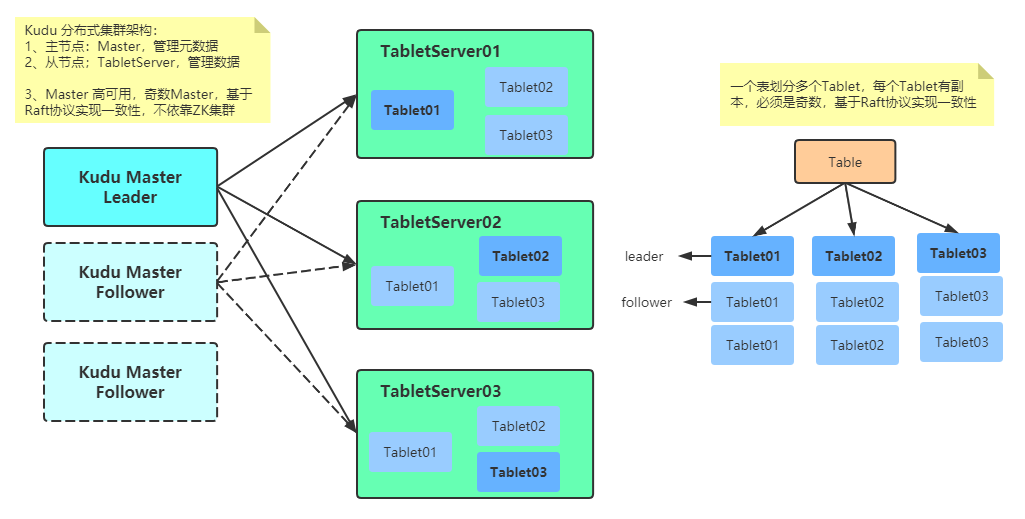 Kudu 分布式集群架构：
1、主节点：Master，管理元数据
2、从节点；TabletServer，管理数据
3、Master 高可用，奇数Master，基于
Raft协议实现一致性，不依靠ZK集群
Kudu Master
Leader
Kudu Master
Follower
Kudu Master
Follower
TabletServer01
Tablet01
Tablet02
Tablet03
TabletServer02
Tablet02
Tablet01
Tablet03
TabletServer03
Tablet02
Tablet01
Tablet03
一个表划分多个Tablet，每个Tablet有副
本，必须是奇数，基于Raft协议实现一致性
Table
leader
Tablet01
Tablet02
Tablet03
follower
Tablet01
Tablet02
Tablet03
Tablet01
Tablet02
Tablet03